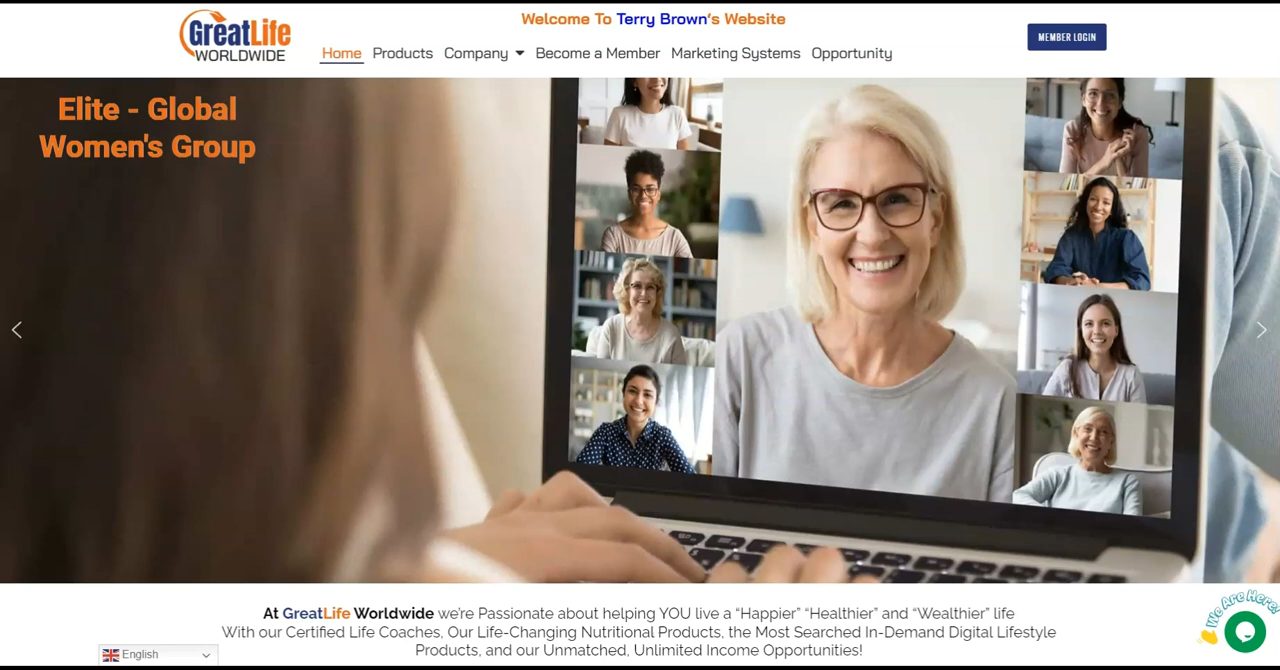 GreatLife
WORLDWIDE
Welcome To Terry Brown's Website
Home Products Company Become a Member Marketing Systems Opportunity
MEMBER LOGIN
Elite - Global
Women's Group
At GreatLife Worldwide we're Passionate about helping YOU live a “Happier” “Healthier” and “Wealthier” life
With our Certified Life Coaches, Our Life-Changing Nutritional Products, the Most Searched In-Demand Digital Lifestyle
Products, and our Unmatched, Unlimited Income Opportunities!
English
We Are Here!